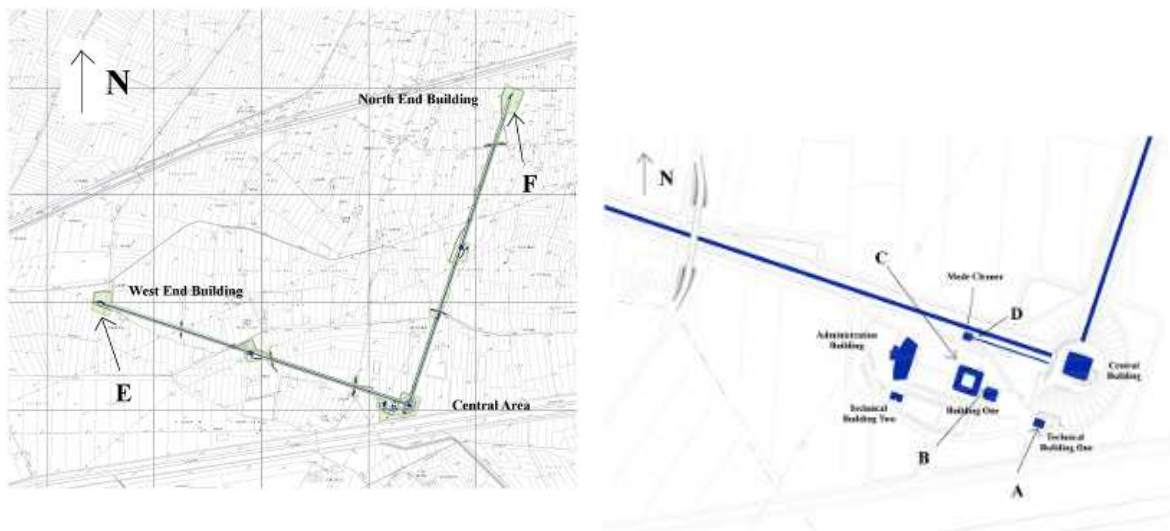 N
North End Building
F
West End Building
E
Central Area
N
C
Mode Cleaner
D
Administration
Building
Central
Building
Technical
Building Two
Building One
Technical
Building One
B
A